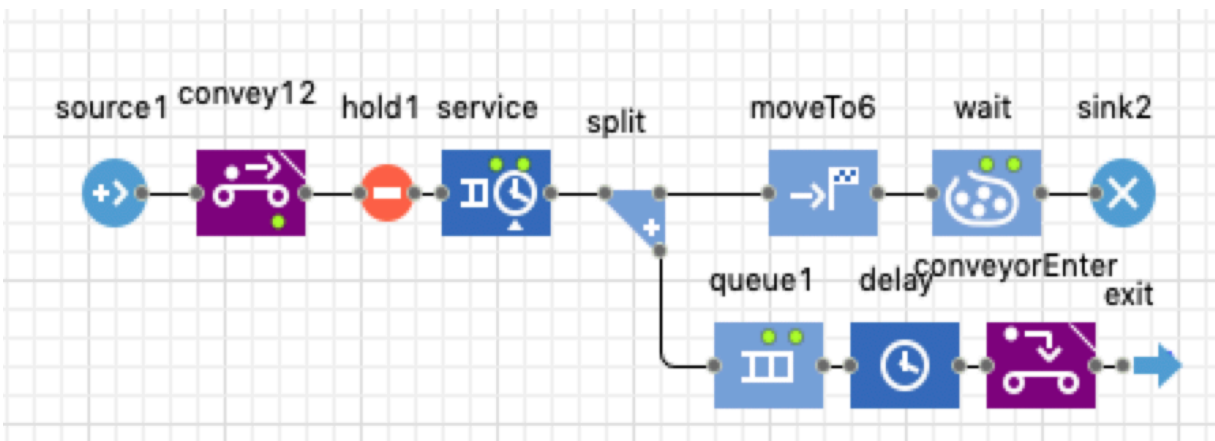 source1 convey12 hold1 service split moveTo6 wait sink2
queue1 delay conveyorEnter exit